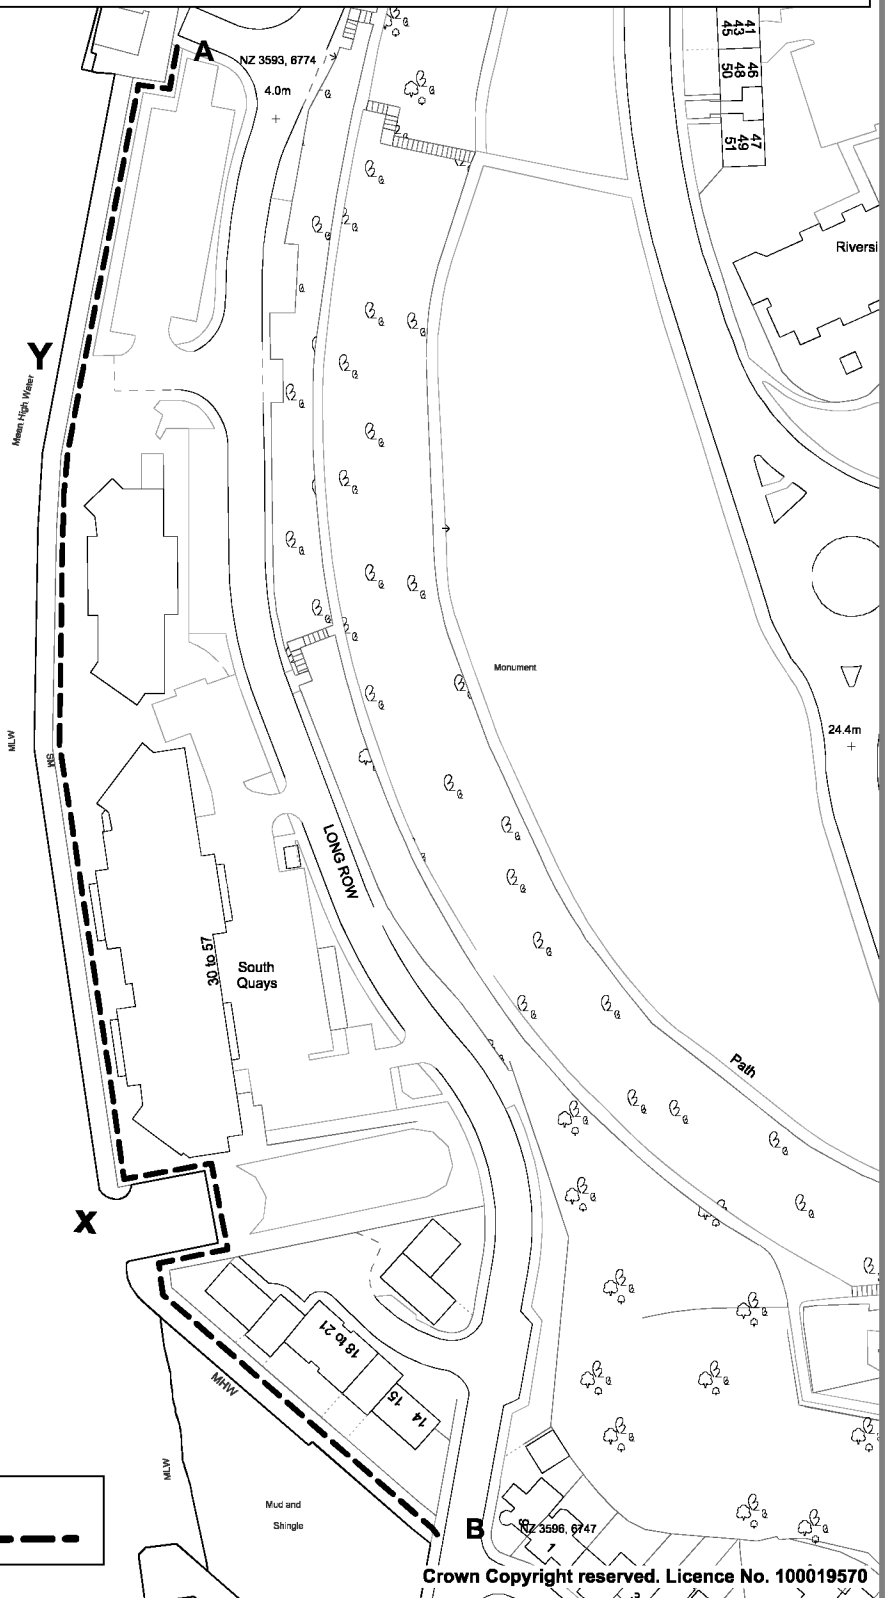 A
NZ 3593, 6774
4.0m
41
43
45
46
48
50
47
49
51
Riversi
Y
Mean High Water
Monument
MLW
SM
24.4m
LONG ROW
30 to 57
South
Quays
Path
X
18 to 21
15
14
MHW
MLW
Mud and
Shingle
B
8
NZ 3596, 6747
1
Crown Copyright reserved. Licence No. 100019570